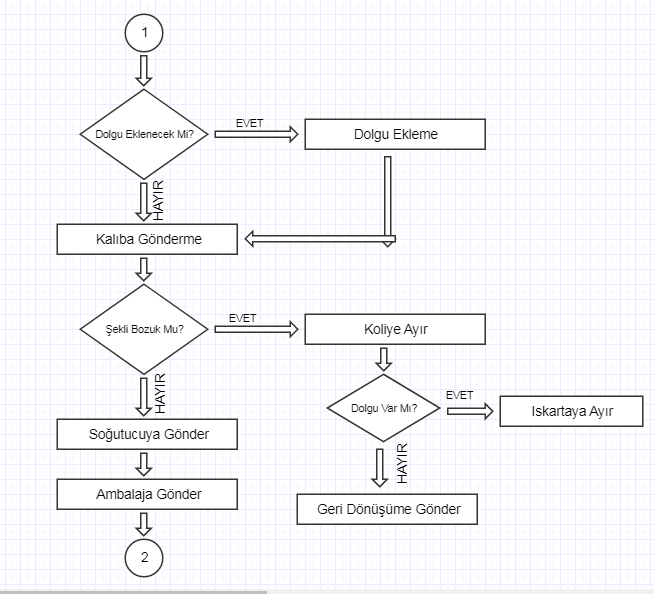 1
Dolgu Eklenecek Mi?
EVET
Dolgu Ekleme
HAYIR
Kalıba Gönderme
Şekli Bozuk Mu?
EVET
Koliye Ayır
HAYIR
Dolgu Var Mı?
EVET
Iskartaya Ayır
Soğutucuya Gönder
HAYIR
Ambalaja Gönder
Geri Dönüşüme Gönder
2